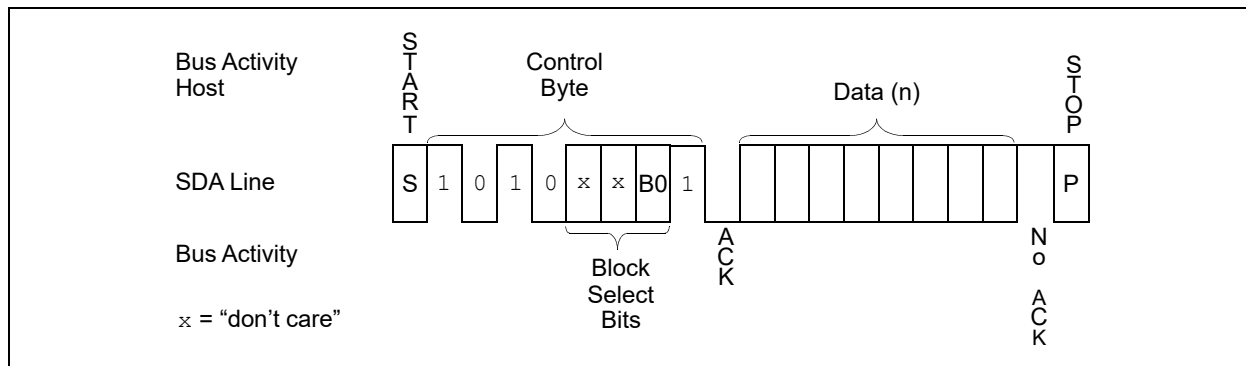 Bus Activity
Host
START
Control
Byte
Data (n)
STOP
SDA Line
S 1 0 1 0 x x B0 1 P
Bus Activity
ACK
No ACK
Block
Select
Bits
x = “don’t care”